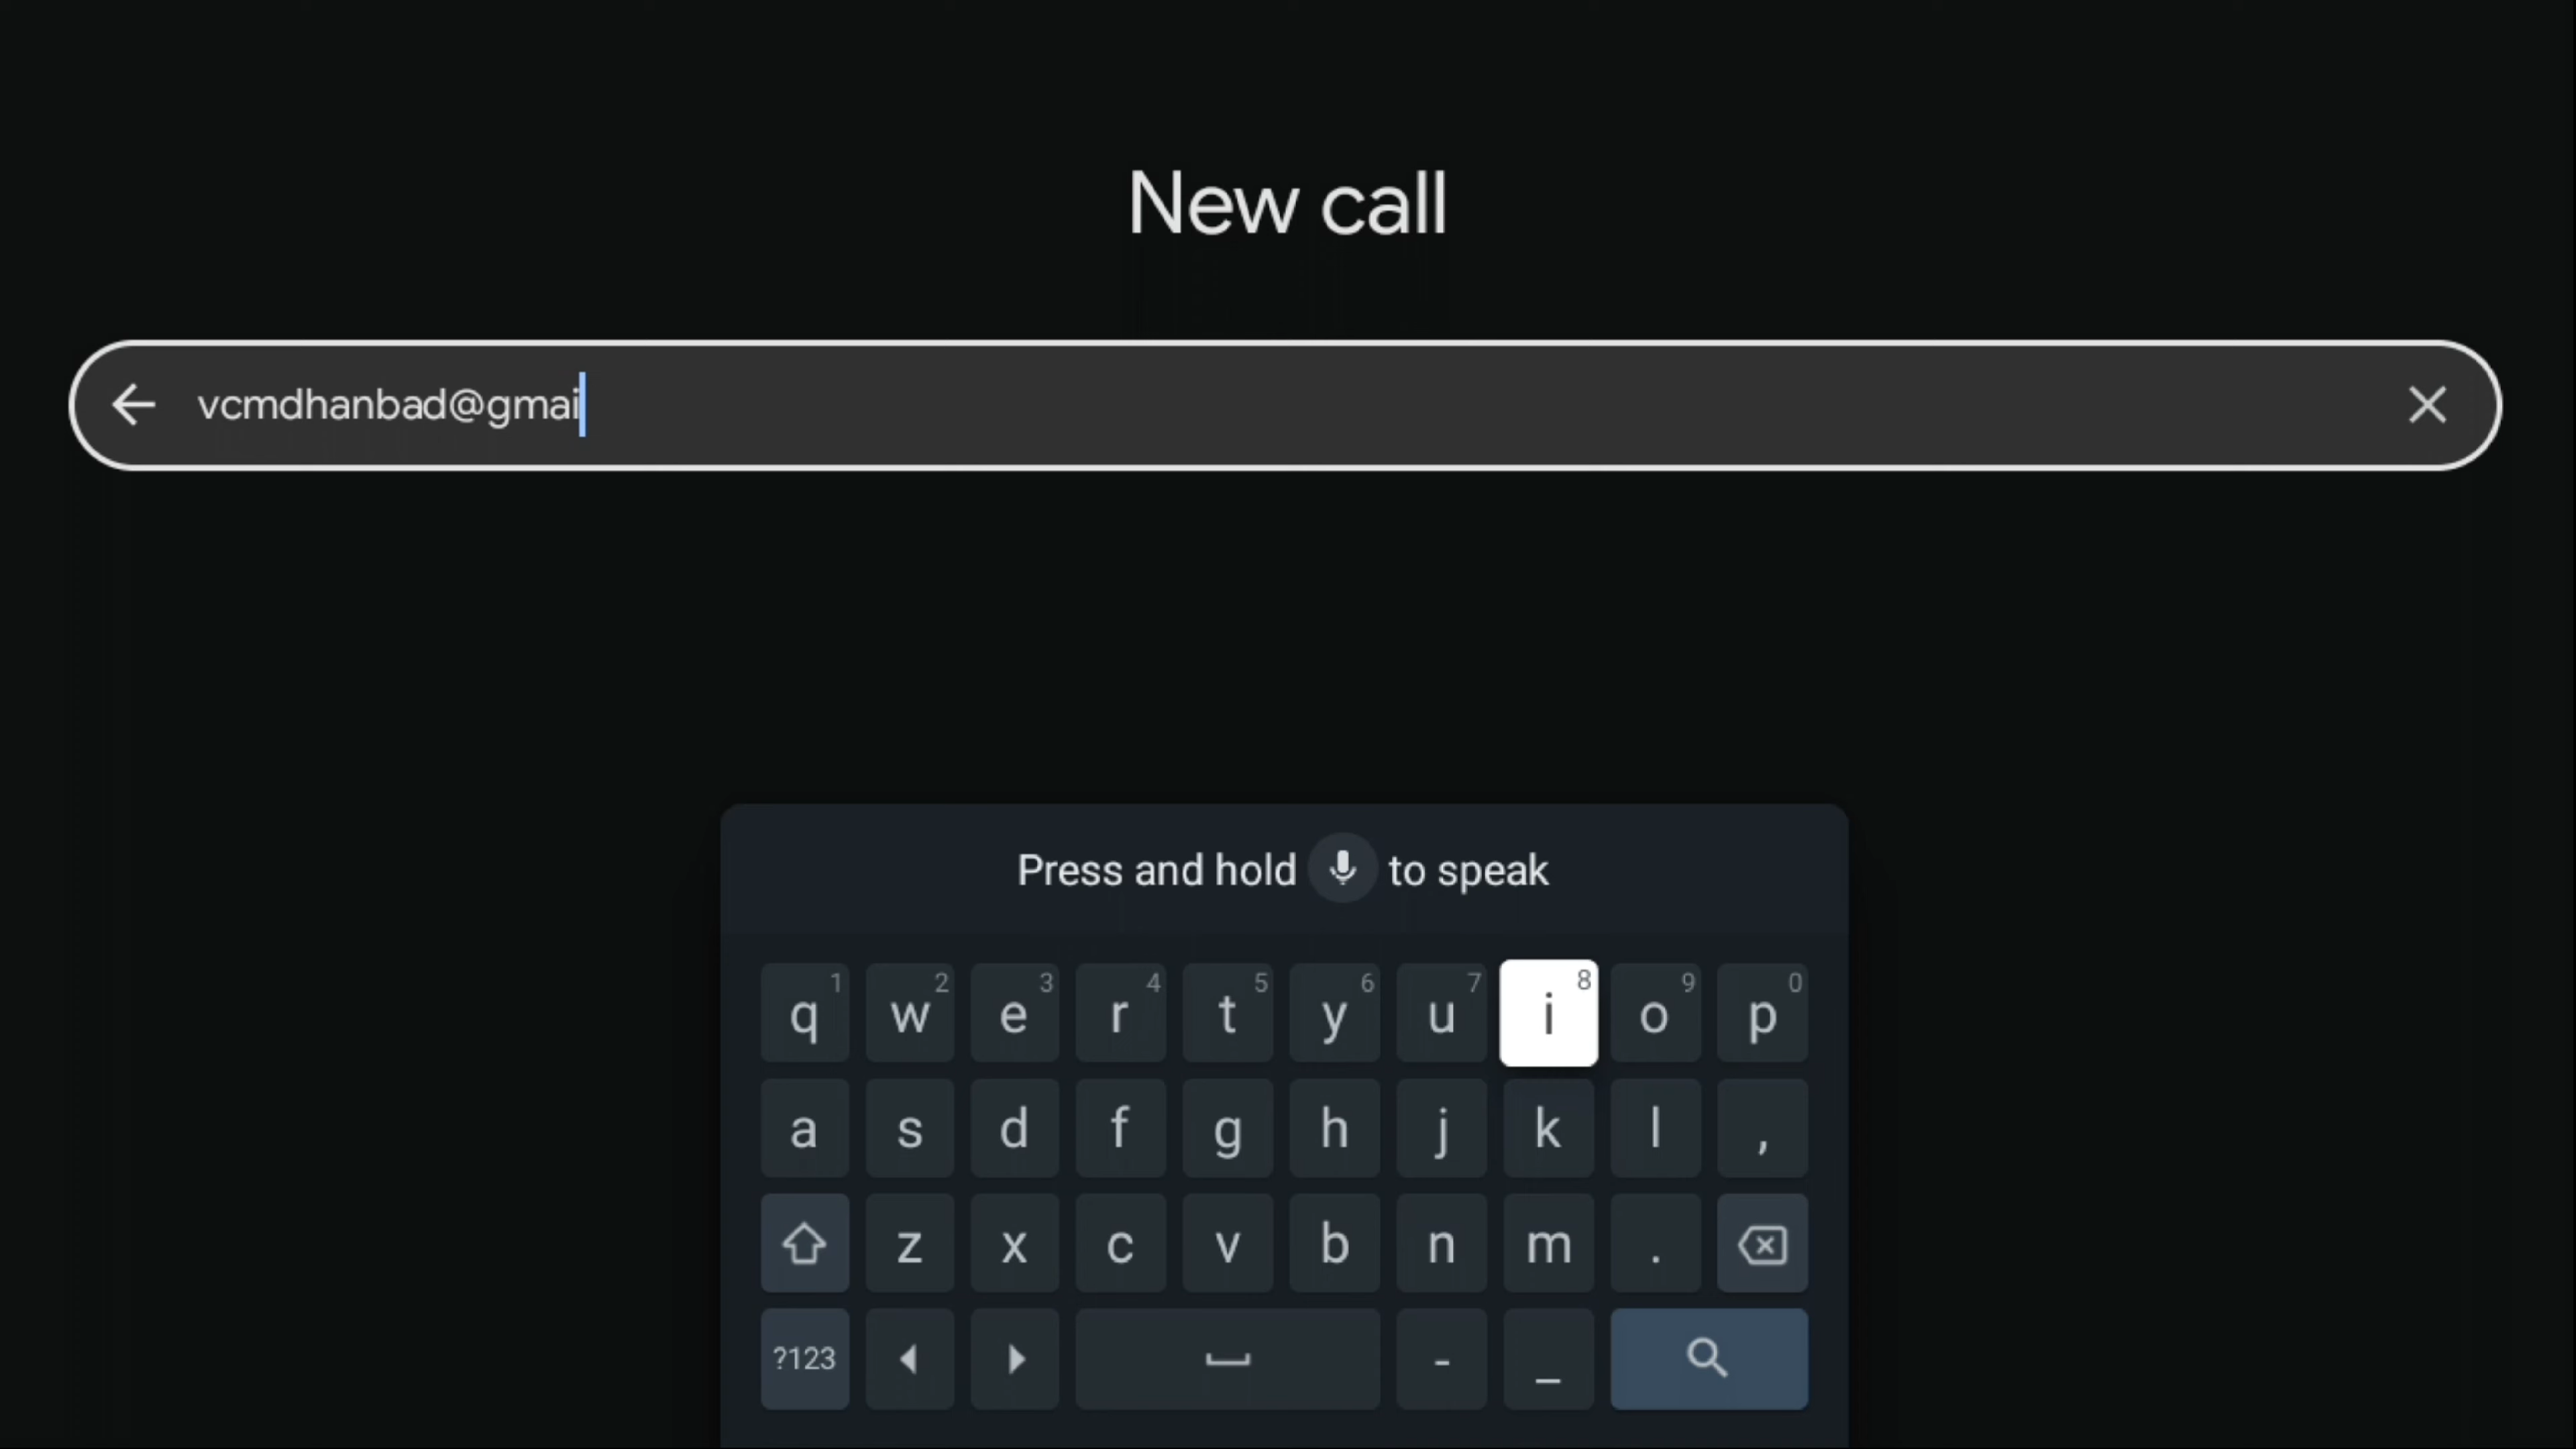 New call
vcmdhanbad@gmai
Press and hold to speak
q 1 w 2 e 3 r 4 t 5 y 6 u 7 i 8 o 9 p 0
a s d f g h j k l ,
z x c v b n m .
?123 - _